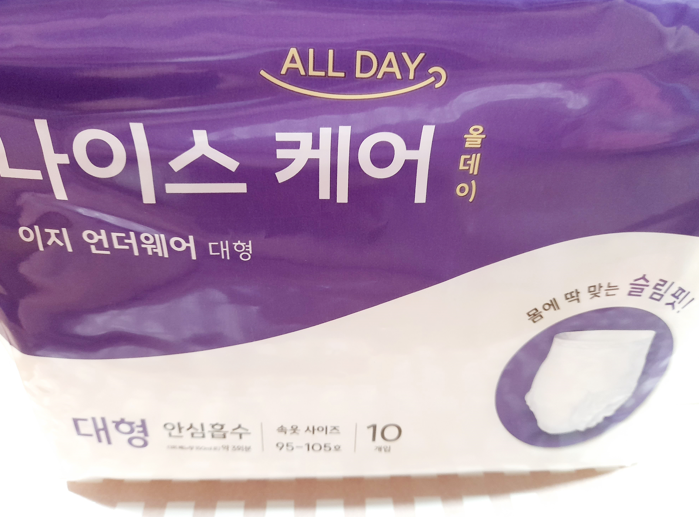 ALL DAY
나이스 케어 올데이
이지 언더웨어 대형
몸에 딱 맞는 슬림핏!
대형 안심흡수 속옷 사이즈 95-105호 10 개입